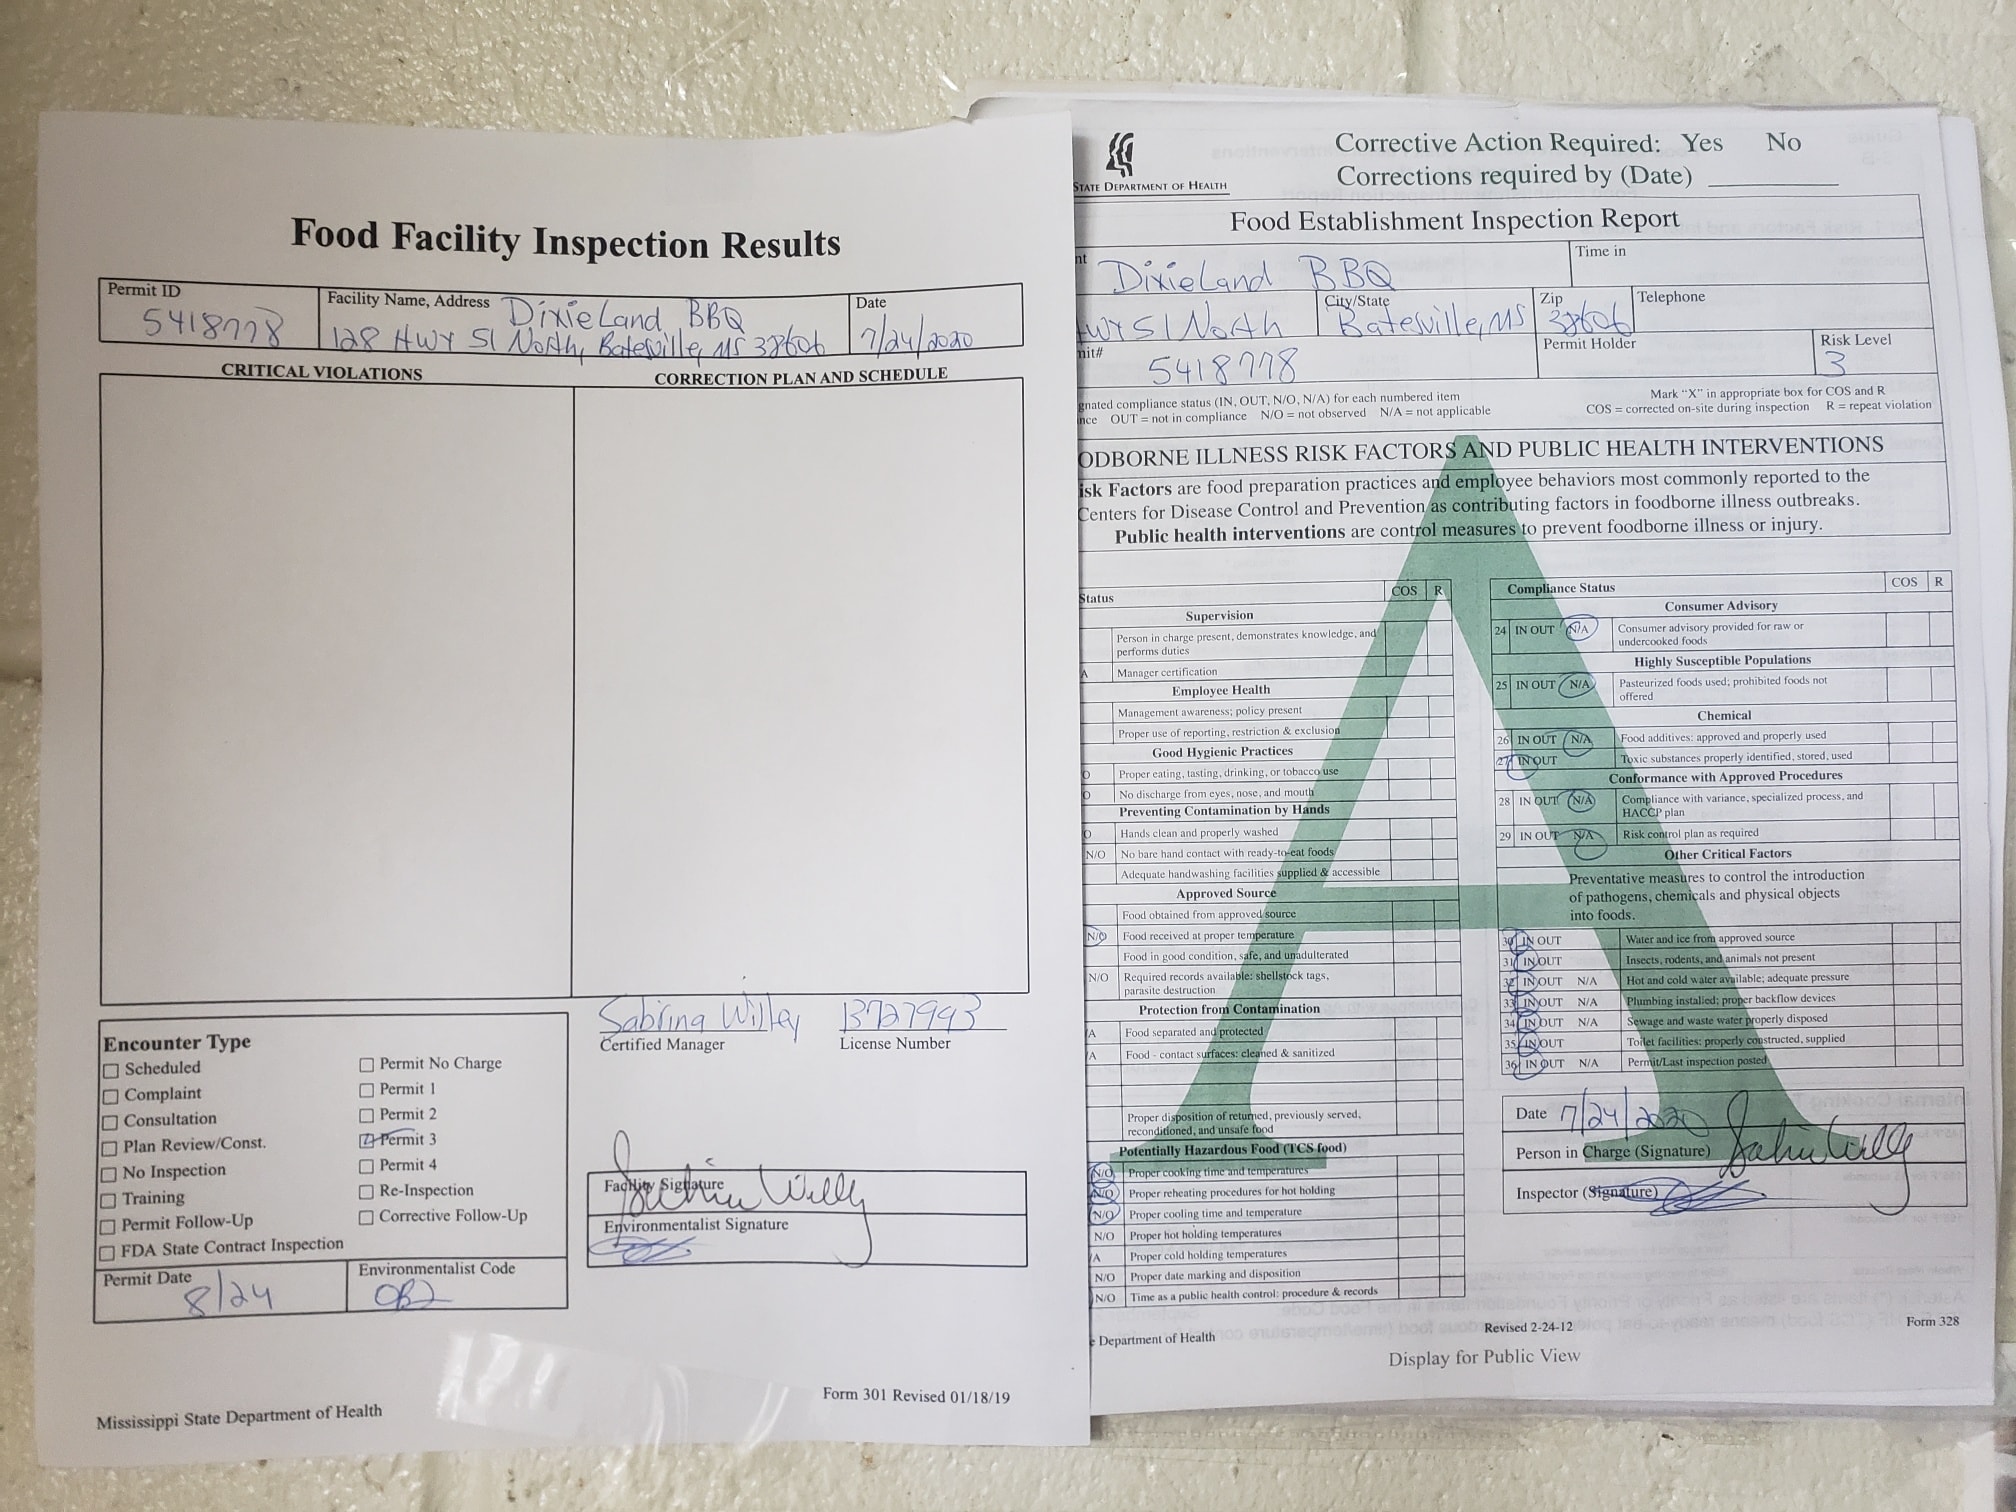 Food Facility Inspection Results
Permit ID
5418778
Facility Name, Address DixieLand BBQ
128 Hwy 51 North, Batesville, MS 38606
Date
7/24/2020
CRITICAL VIOLATIONS
CORRECTION PLAN AND SCHEDULE
Sabrina Willey
Certified Manager
13727993
License Number
Encounter Type
Scheduled
Complaint
Consultation
Plan Review/Const.
No Inspection
Training
Permit Follow-Up
FDA State Contract Inspection
Permit No Charge
Permit 1
Permit 2
Permit 3
Permit 4
Re-Inspection
Corrective Follow-Up
Permit Date
8/24
Environmentalist Code
Facility Signature
Environmentalist Signature
Mississippi State Department of Health
Form 301 Revised 01/18/19
STATE DEPARTMENT OF HEALTH
Corrective Action Required: Yes No
Corrections required by (Date)
Food Establishment Inspection Report
nt
DixieLand BBQ
Time in
Hwy 51 North
City/State
Batesville, MS
Zip
38606
Telephone
mit#
5418778
Permit Holder
Risk Level
3
gnated compliance status (IN, OUT, N/O, N/A) for each numbered item
nce OUT = not in compliance N/O = not observed N/A = not applicable
Mark "X" in appropriate box for COS and R
COS = corrected on-site during inspection R = repeat violation
ODBORNE ILLNESS RISK FACTORS AND PUBLIC HEALTH INTERVENTIONS
isk Factors are food preparation practices and employee behaviors most commonly reported to the
Centers for Disease Control and Prevention as contributing factors in foodborne illness outbreaks.
Public health interventions are control measures to prevent foodborne illness or injury.
A
Status COS R
Supervision
Person in charge present, demonstrates knowledge, and
performs duties
A Manager certification
Employee Health
Management awareness; policy present
Proper use of reporting, restriction & exclusion
Good Hygienic Practices
O Proper eating, tasting, drinking, or tobacco use
O No discharge from eyes, nose, and mouth
Preventing Contamination by Hands
O Hands clean and properly washed
N/O No bare hand contact with ready-to-eat foods
Adequate handwashing facilities supplied & accessible
Approved Source
Food obtained from approved source
N/O Food received at proper temperature
Food in good condition, safe, and unadulterated
N/O Required records available: shellstock tags,
parasite destruction
Protection from Contamination
/A Food separated and protected
/A Food - contact surfaces: cleaned & sanitized
Proper disposition of returned, previously served,
reconditioned, and unsafe food
Potentially Hazardous Food (TCS food)
N/O Proper cooking time and temperatures
N/O Proper reheating procedures for hot holding
N/O Proper cooling time and temperature
N/O Proper hot holding temperatures
/A Proper cold holding temperatures
N/O Proper date marking and disposition
N/O Time as a public health control: procedure & records
Compliance Status COS R
Consumer Advisory
24 IN OUT N/A Consumer advisory provided for raw or
undercooked foods
Highly Susceptible Populations
25 IN OUT N/A Pasteurized foods used; prohibited foods not
offered
Chemical
26 IN OUT N/A Food additives: approved and properly used
27 IN OUT Toxic substances properly identified, stored, used
Conformance with Approved Procedures
28 IN OUT N/A Compliance with variance, specialized process, and
HACCP plan
29 IN OUT N/A Risk control plan as required
Other Critical Factors
Preventative measures to control the introduction
of pathogens, chemicals and physical objects
into foods.
30 IN OUT Water and ice from approved source
31 IN OUT Insects, rodents, and animals not present
32 IN OUT N/A Hot and cold water available; adequate pressure
33 IN OUT N/A Plumbing installed; proper backflow devices
34 IN OUT N/A Sewage and waste water properly disposed
35 IN OUT Toilet facilities: properly constructed, supplied
36 IN OUT N/A Permit/Last inspection posted
Date 7/24/2020
Person in Charge (Signature)
Inspector (Signature)
e Department of Health
Revised 2-24-12
Form 328
Display for Public View